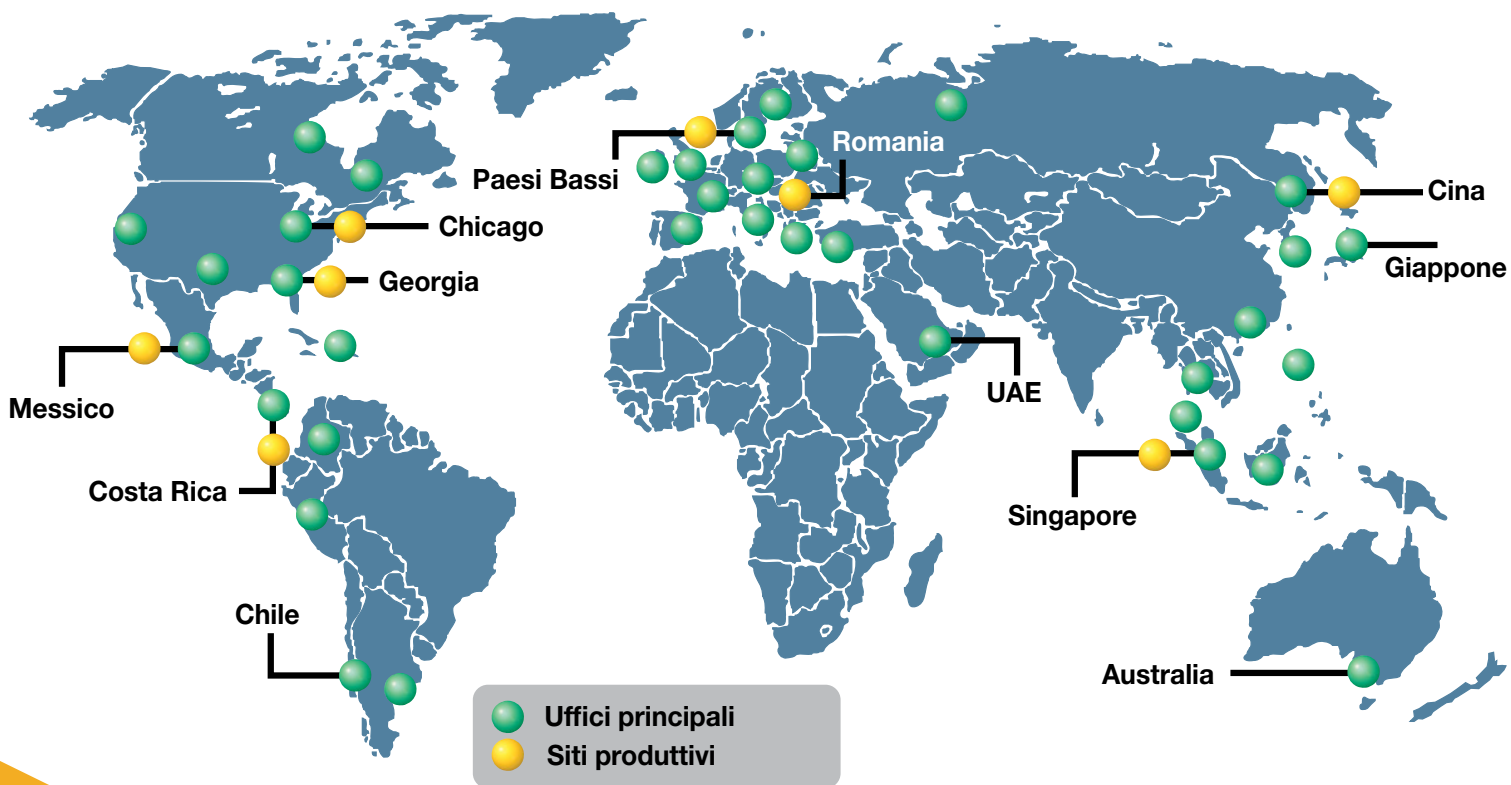 Romania
Paesi Bassi
Cina
Chicago
Giappone
Georgia
UAE
Messico
Costa Rica
Singapore
Chile
Australia
Uffici principali
Siti produttivi